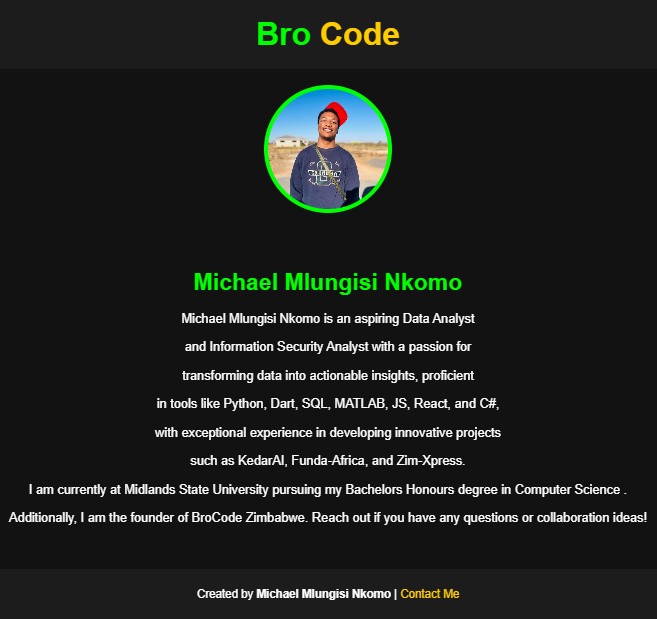 Bro Code
Michael Mlungisi Nkomo
Michael Mlungisi Nkomo is an aspiring Data Analyst
and Information Security Analyst with a passion for
transforming data into actionable insights, proficient
in tools like Python, Dart, SQL, MATLAB, JS, React, and C#,
with exceptional experience in developing innovative projects
such as KedarAI, Funda-Africa, and Zim-Xpress.
I am currently at Midlands State University pursuing my Bachelors Honours degree in Computer Science .
Additionally, I am the founder of BroCode Zimbabwe. Reach out if you have any questions or collaboration ideas!
Created by Michael Mlungisi Nkomo | Contact Me